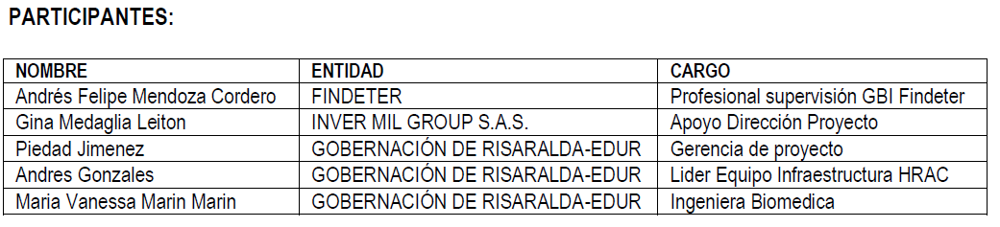 PARTICIPANTES:
NOMBRE ENTIDAD CARGO
Andrés Felipe Mendoza Cordero FINDETER Profesional supervisión GBI Findeter
Gina Medaglia Leiton INVER MIL GROUP S.A.S. Apoyo Dirección Proyecto
Piedad Jimenez GOBERNACIÓN DE RISARALDA-EDUR Gerencia de proyecto
Andres Gonzales GOBERNACIÓN DE RISARALDA-EDUR Lider Equipo Infraestructura HRAC
Maria Vanessa Marin Marin GOBERNACIÓN DE RISARALDA-EDUR Ingeniera Biomedica